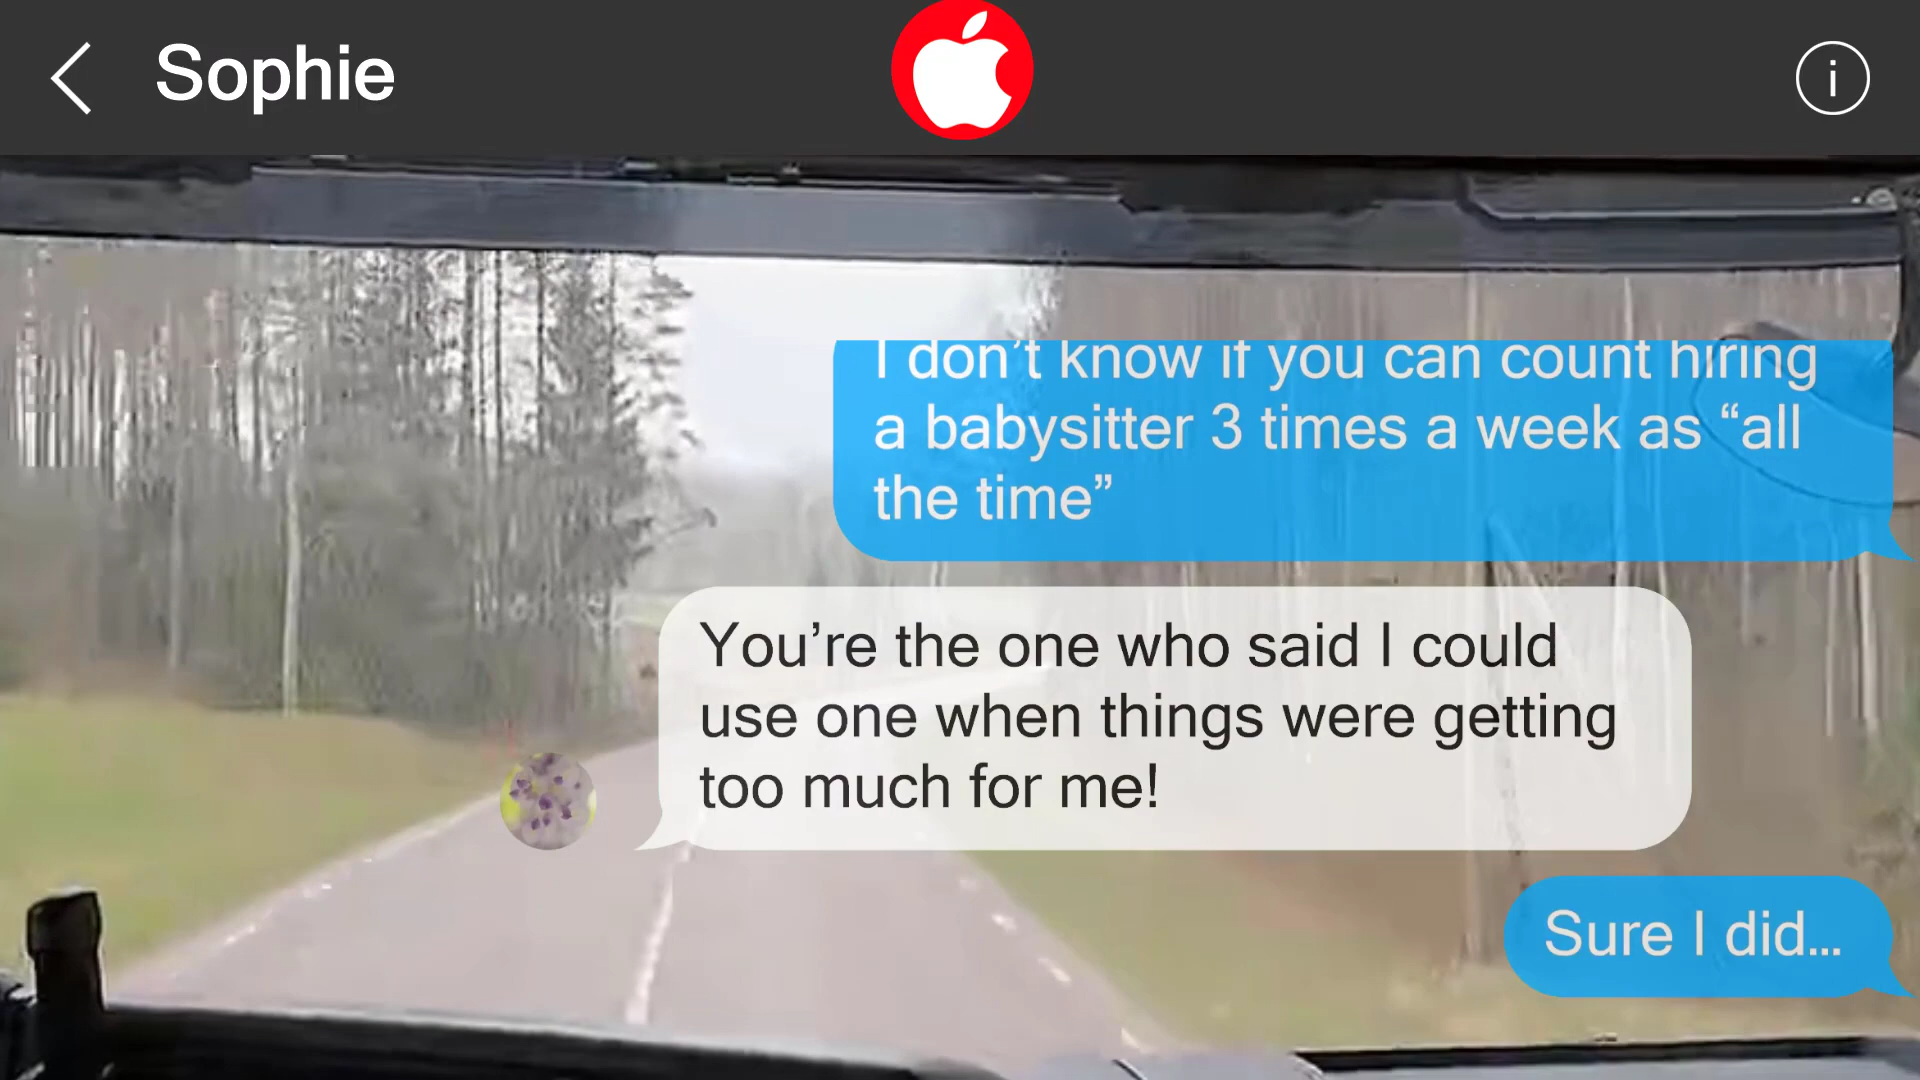 Sophie
I don’t know if you can count hiring
a babysitter 3 times a week as “all
the time”
You’re the one who said I could
use one when things were getting
too much for me!
Sure I did...